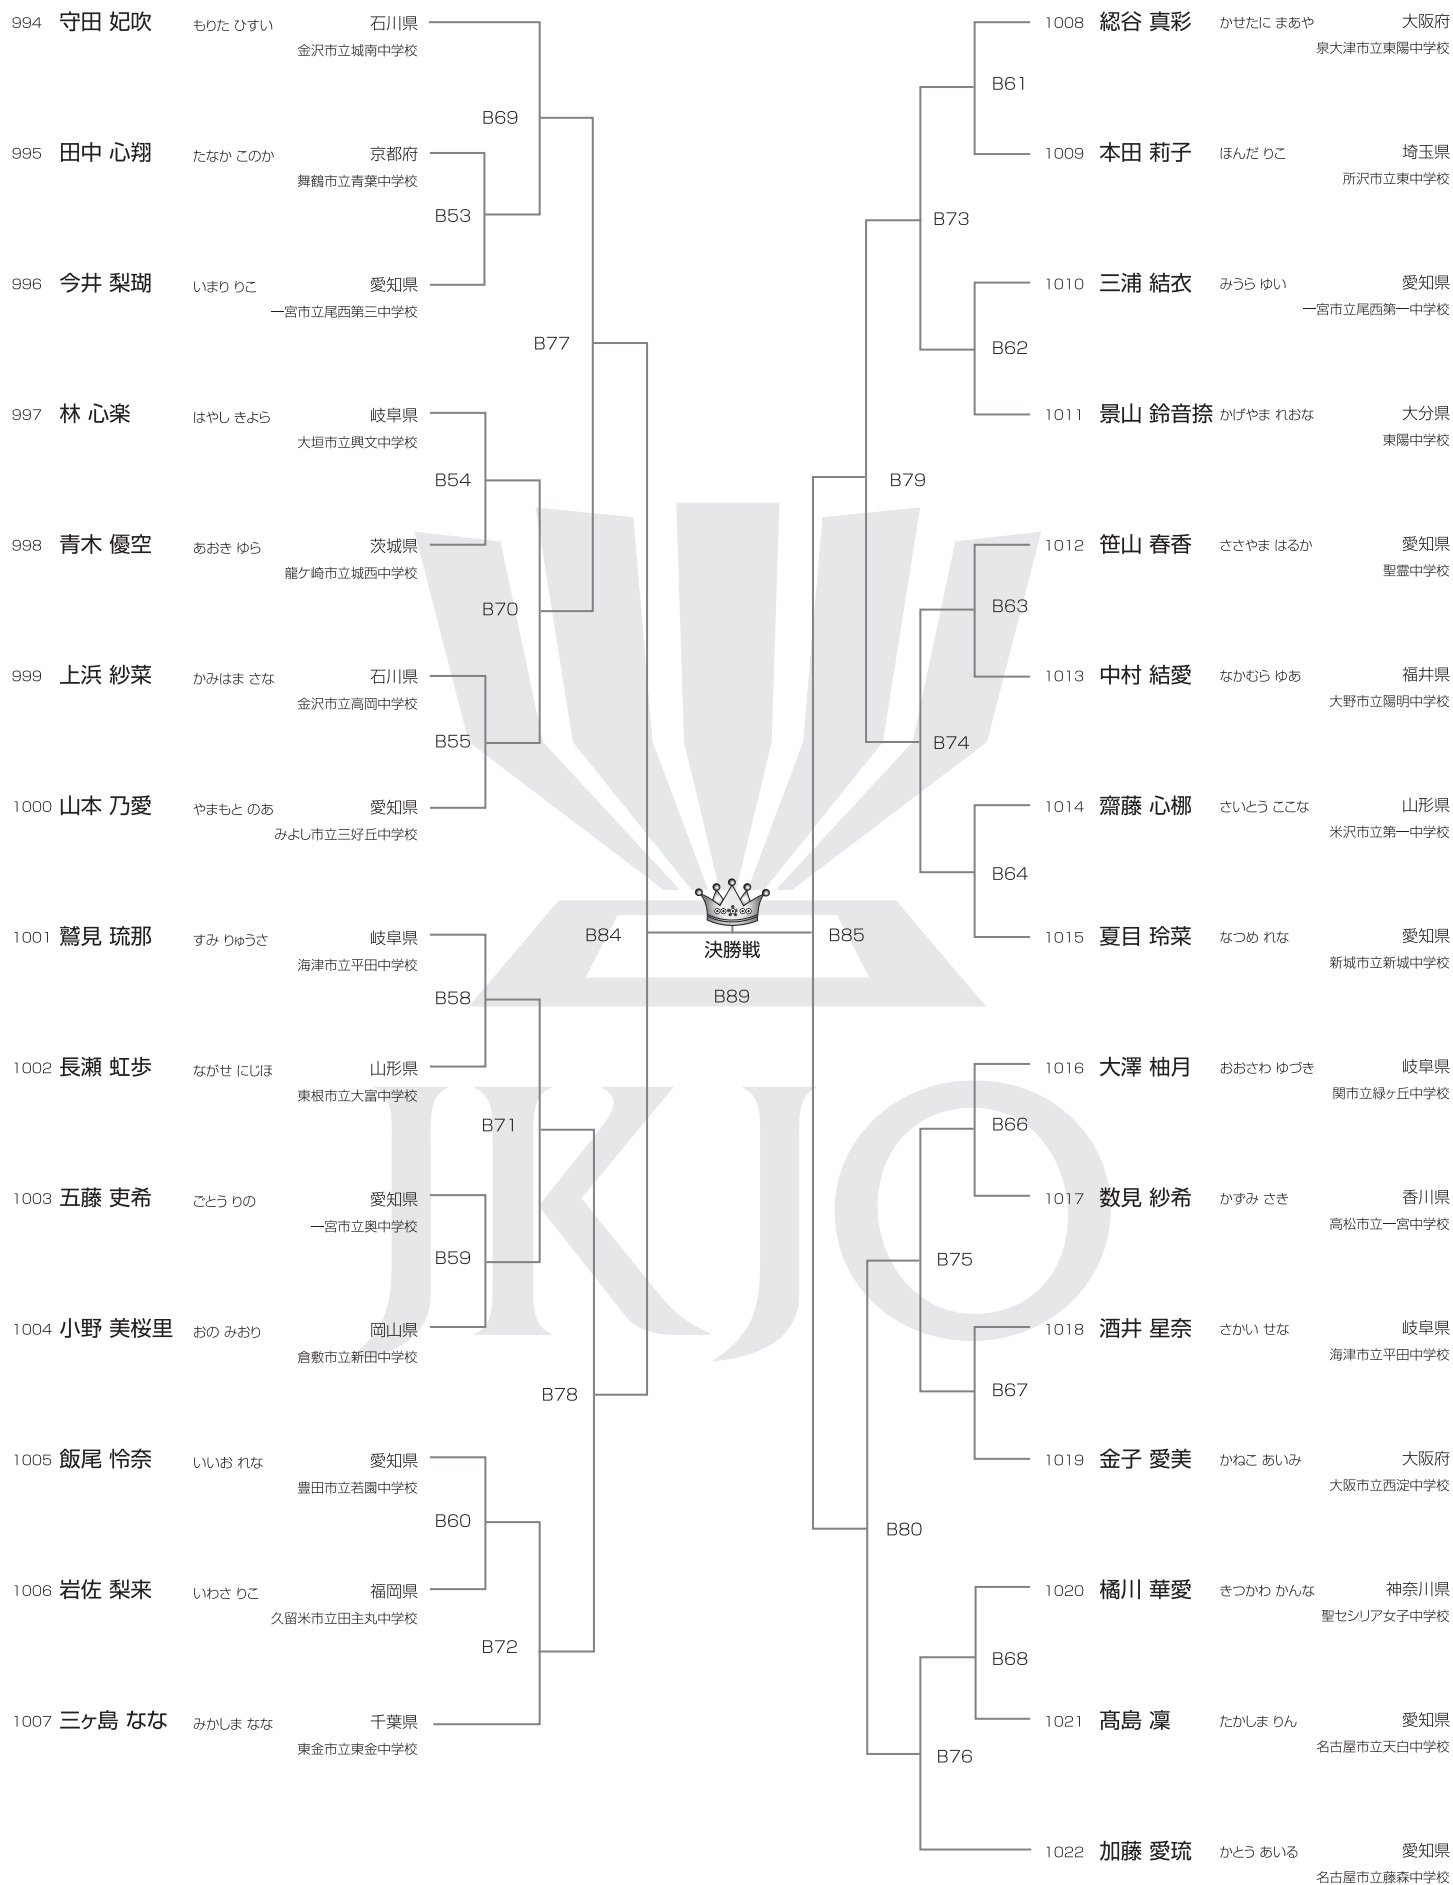 994 守田 妃吹 もりた ひすい 石川県
金沢市立城南中学校
B69
995 田中 心翔 たなか このか 京都府
舞鶴市立青葉中学校
B53
996 今井 梨瑚 いまり りこ 愛知県
一宮市立尾西第三中学校
B77
997 林 心楽 はやし きよら 岐阜県
大垣市立興文中学校
B54
998 青木 優空 あおき ゆら 茨城県
龍ケ崎市立城西中学校
B70
999 上浜 紗菜 かみはま さな 石川県
金沢市立高岡中学校
B55
1000 山本 乃愛 やまもと のあ 愛知県
みよし市立三好丘中学校
B84
1001 鷲見 琉那 すみ りゅうさ 岐阜県
海津市立平田中学校
B58
1002 長瀬 虹歩 ながせ にじほ 山形県
東根市立大富中学校
B71
1003 五藤 吏希 ごとう りの 愛知県
一宮市立奥中学校
B59
1004 小野 美桜里 おの みおり 岡山県
倉敷市立新田中学校
B78
1005 飯尾 怜奈 いいお れな 愛知県
豊田市立若園中学校
B60
1006 岩佐 梨来 いわさ りこ 福岡県
久留米市立田主丸中学校
B72
1007 三ヶ島 なな みかしま なな 千葉県
東金市立東金中学校
決勝戦
B89
JKJO
1008 綛谷 真彩 かせたに まあや 大阪府
泉大津市立東陽中学校
B61
1009 本田 莉子 ほんだ りこ 埼玉県
所沢市立東中学校
B73
1010 三浦 結衣 みうら ゆい 愛知県
一宮市立尾西第一中学校
B62
1011 景山 鈴音捺 かげやま れおな 大分県
東陽中学校
B79
1012 笹山 春香 ささやま はるか 愛知県
聖霊中学校
B63
1013 中村 結愛 なかむら ゆあ 福井県
大野市立陽明中学校
B74
1014 齋藤 心梛 さいとう ここな 山形県
米沢市立第一中学校
B64
B85
1015 夏目 玲菜 なつめ れな 愛知県
新城市立新城中学校
1016 大澤 柚月 おおさわ ゆづき 岐阜県
関市立緑ヶ丘中学校
B66
1017 数見 紗希 かずみ さき 香川県
高松市立一宮中学校
B75
1018 酒井 星奈 さかい せな 岐阜県
海津市立平田中学校
B67
1019 金子 愛美 かねこ あいみ 大阪府
大阪市立西淀中学校
B80
1020 橘川 華愛 きつかわ かんな 神奈川県
聖セシリア女子中学校
B68
1021 髙島 凜 たかしま りん 愛知県
名古屋市立天白中学校
B76
1022 加藤 愛琉 かとう あいる 愛知県
名古屋市立藤森中学校